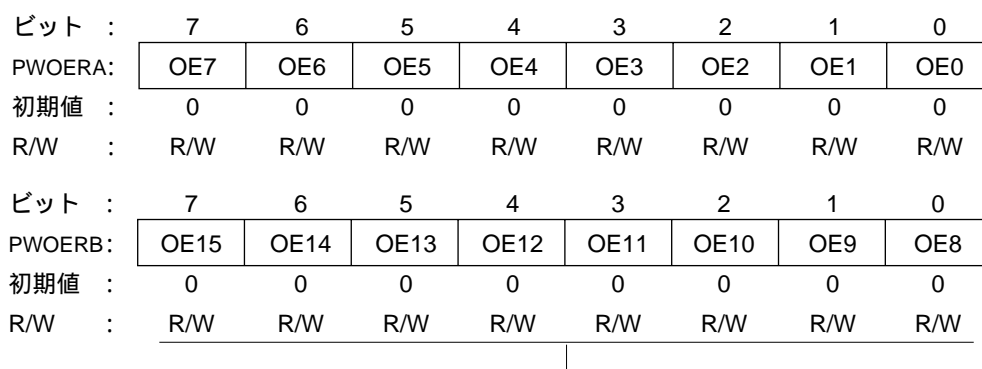 ビット : 7 6 5 4 3 2 1 0
PWOERA: OE7 OE6 OE5 OE4 OE3 OE2 OE1 OE0
初期値 : 0 0 0 0 0 0 0 0
R/W : R/W R/W R/W R/W R/W R/W R/W R/W
ビット : 7 6 5 4 3 2 1 0
PWOERB: OE15 OE14 OE13 OE12 OE11 OE10 OE9 OE8
初期値 : 0 0 0 0 0 0 0 0
R/W : R/W R/W R/W R/W R/W R/W R/W R/W